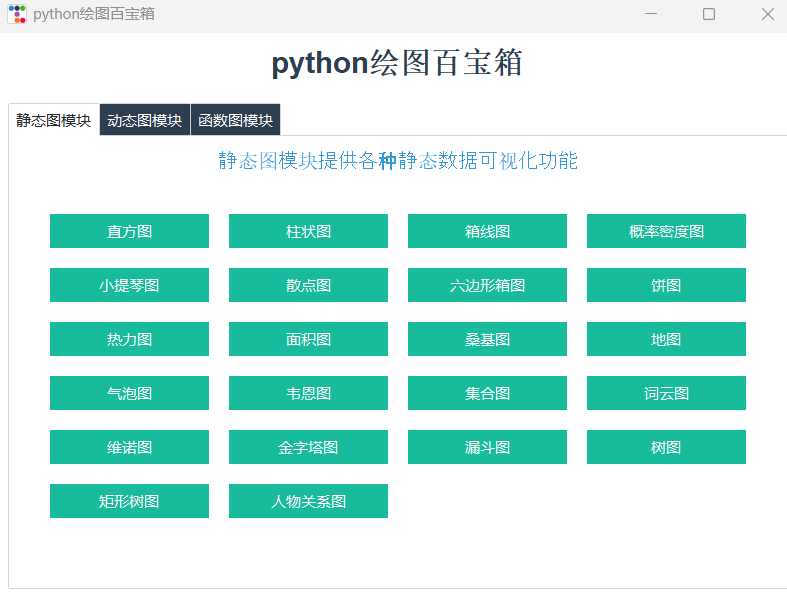 python绘图百宝箱
python绘图百宝箱
静态图模块 动态图模块 函数图模块
静态图模块提供各种静态数据可视化功能
直方图 柱状图 箱线图 概率密度图
小提琴图 散点图 六边形箱图 饼图
热力图 面积图 桑基图 地图
气泡图 韦恩图 集合图 词云图
维诺图 金字塔图 漏斗图 树图
矩形树图 人物关系图